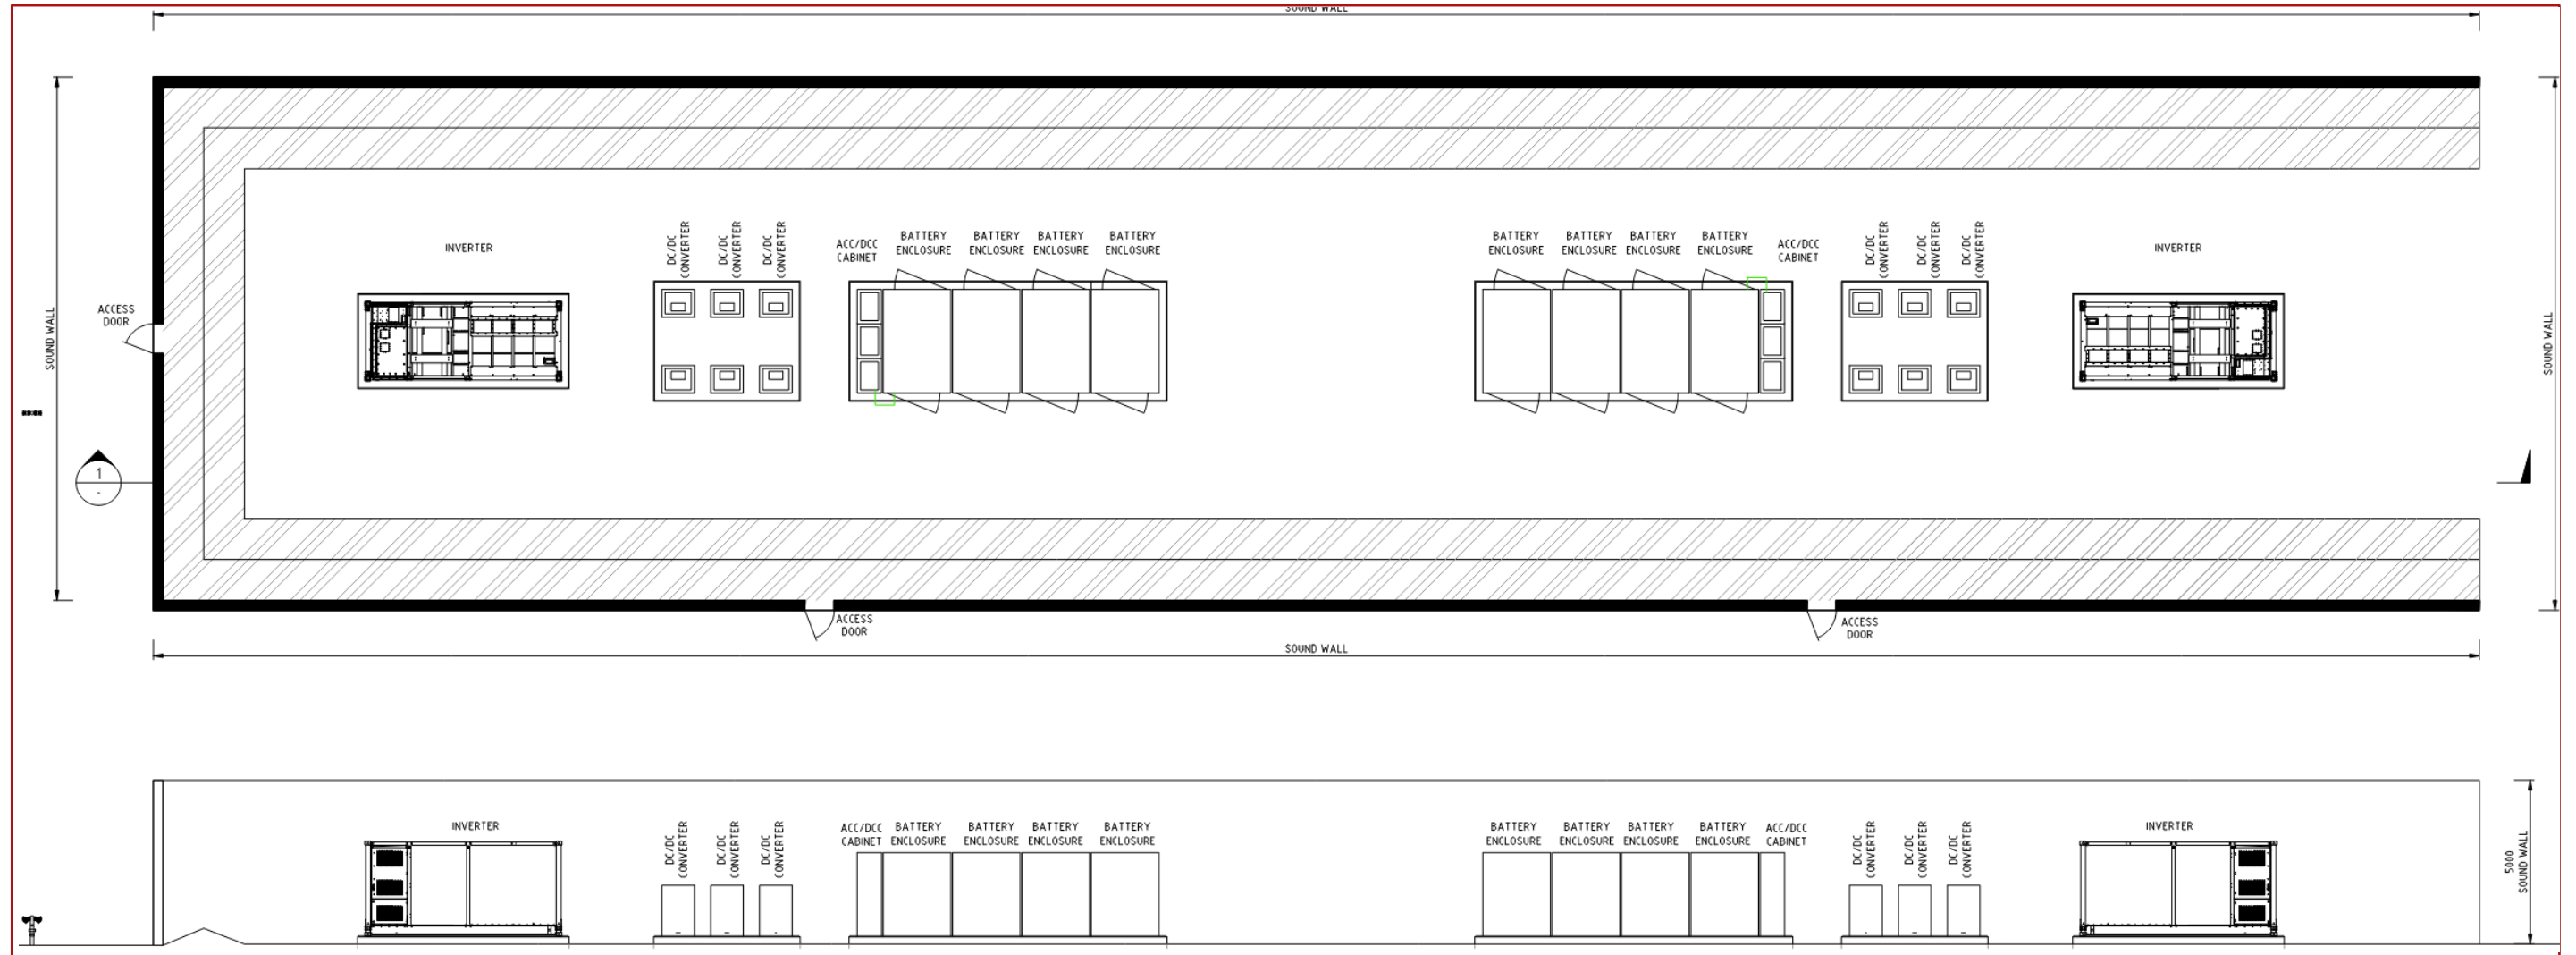 SOUND WALL
INVERTER
DC/DC
CONVERTER
DC/DC
CONVERTER
DC/DC
CONVERTER
ACC/DCC
CABINET
BATTERY
ENCLOSURE
BATTERY
ENCLOSURE
BATTERY
ENCLOSURE
BATTERY
ENCLOSURE
BATTERY
ENCLOSURE
BATTERY
ENCLOSURE
BATTERY
ENCLOSURE
BATTERY
ENCLOSURE
ACC/DCC
CABINET
DC/DC
CONVERTER
DC/DC
CONVERTER
DC/DC
CONVERTER
INVERTER
SOUND WALL
ACCESS
DOOR
SOUND WALL
1
-
ACCESS
DOOR
ACCESS
DOOR
SOUND WALL
INVERTER
DC/DC
CONVERTER
DC/DC
CONVERTER
DC/DC
CONVERTER
ACC/DCC
CABINET
BATTERY
ENCLOSURE
BATTERY
ENCLOSURE
BATTERY
ENCLOSURE
BATTERY
ENCLOSURE
BATTERY
ENCLOSURE
BATTERY
ENCLOSURE
BATTERY
ENCLOSURE
BATTERY
ENCLOSURE
ACC/DCC
CABINET
DC/DC
CONVERTER
DC/DC
CONVERTER
DC/DC
CONVERTER
INVERTER
5000
SOUND WALL